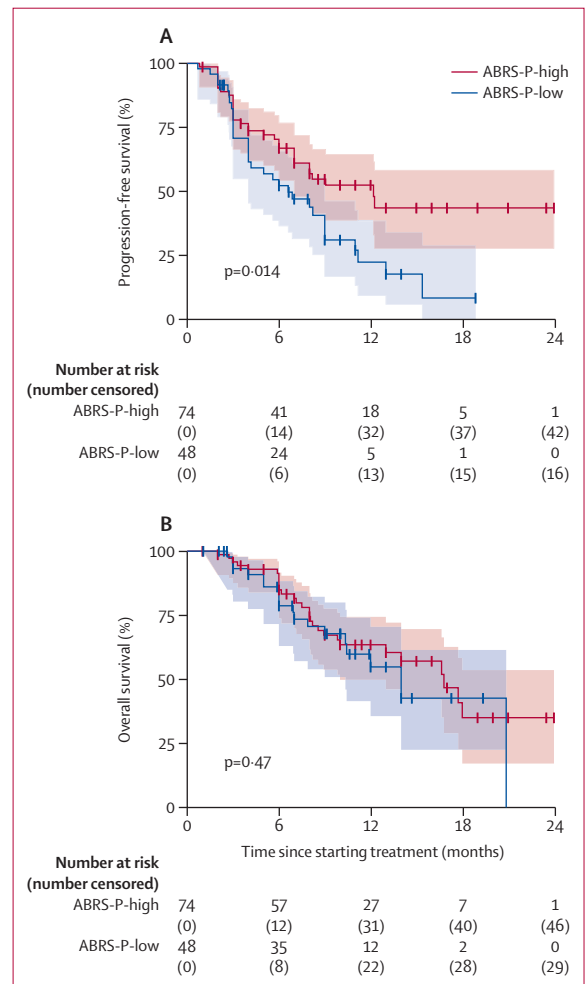 A
ABRS-P-high
ABRS-P-low
Progression-free survival (%)
100
75
50
25
0
p=0·014
0 6 12 18 24
Number at risk
(number censored)
ABRS-P-high 74 41 18 5 1
(0) (14) (32) (37) (42)
ABRS-P-low 48 24 5 1 0
(0) (6) (13) (15) (16)
B
Overall survival (%)
100
75
50
25
0
p=0·47
0 6 12 18 24
Time since starting treatment (months)
Number at risk
(number censored)
ABRS-P-high 74 57 27 7 1
(0) (12) (31) (40) (46)
ABRS-P-low 48 35 12 2 0
(0) (8) (22) (28) (29)